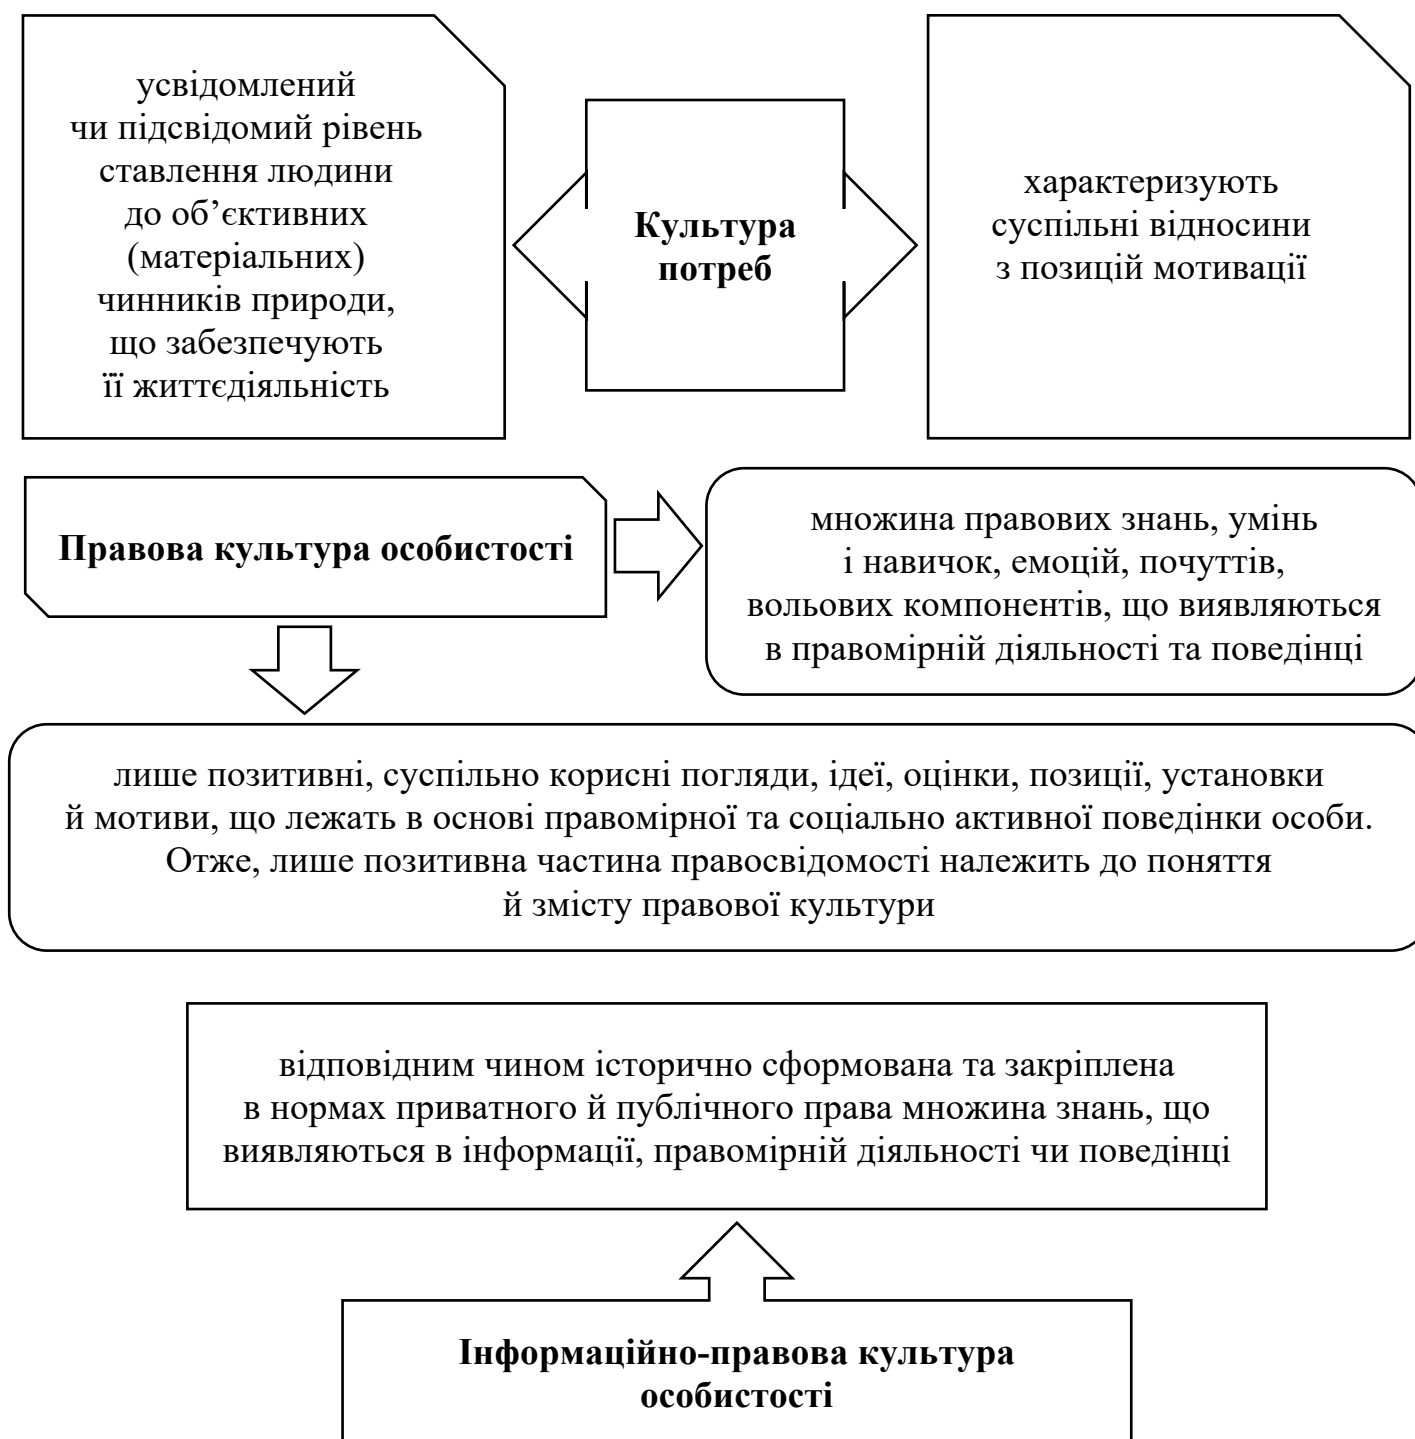 усвідомлений
чи підсвідомий рівень
ставлення людини
до об’єктивних
(матеріальних)
чинників природи,
що забезпечують
її життєдіяльність
Культура
потреб
характеризують
суспільні відносини
з позицій мотивації
Правова культура особистості
множина правових знань, умінь
і навичок, емоцій, почуттів,
вольових компонентів, що виявляються
в правомірній діяльності та поведінці
лише позитивні, суспільно корисні погляди, ідеї, оцінки, позиції, установки
й мотиви, що лежать в основі правомірної та соціально активної поведінки особи.
Отже, лише позитивна частина правосвідомості належить до поняття
й змісту правової культури
відповідним чином історично сформована та закріплена
в нормах приватного й публічного права множина знань, що
виявляються в інформації, правомірній діяльності чи поведінці
Інформаційно-правова культура
особистості